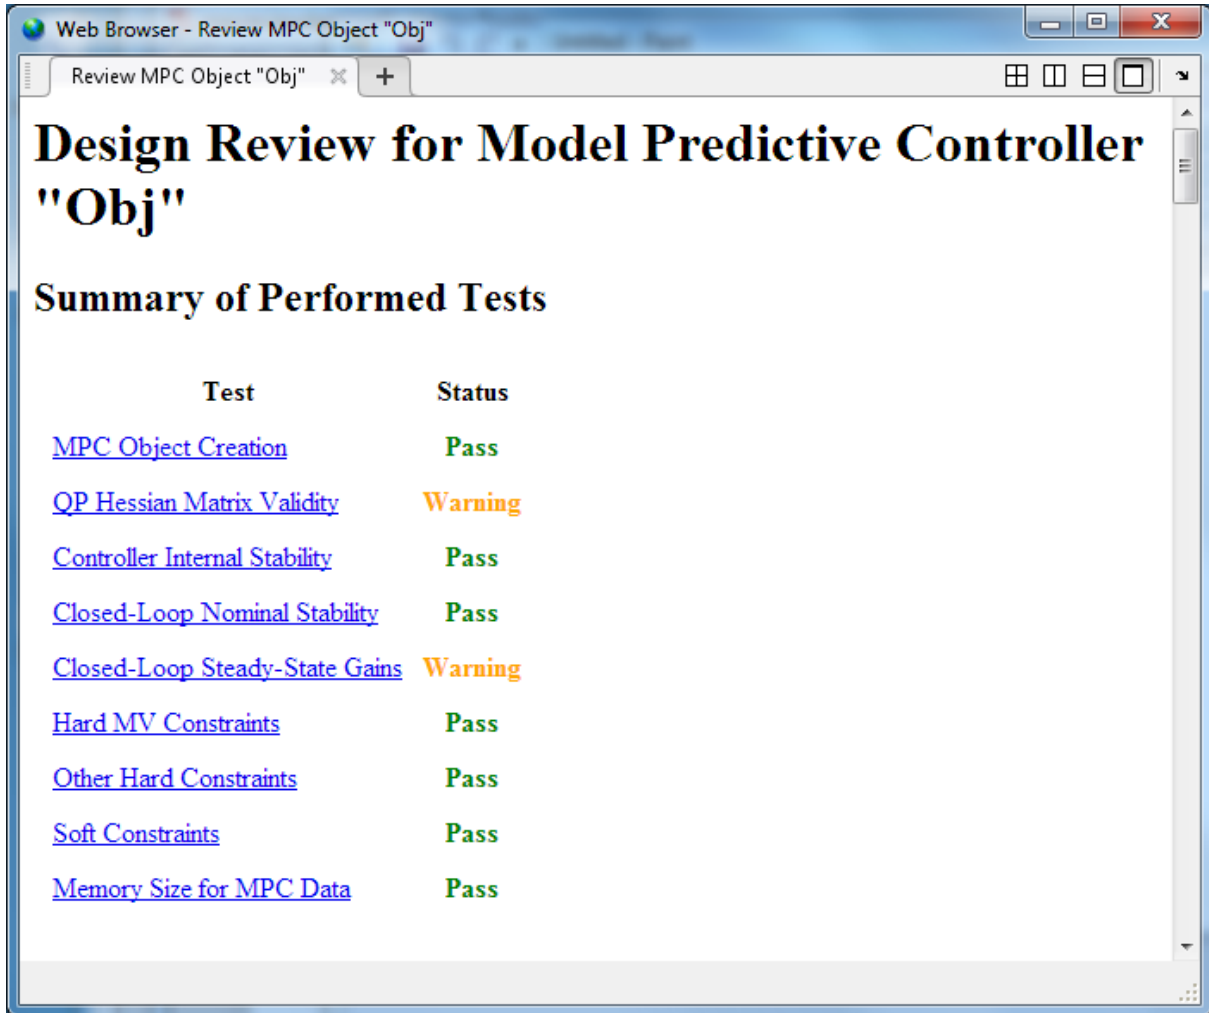 Web Browser - Review MPC Object "Obj"
Review MPC Object "Obj"
Design Review for Model Predictive Controller
"Obj"
Summary of Performed Tests
Test Status
MPC Object Creation Pass
QP Hessian Matrix Validity Warning
Controller Internal Stability Pass
Closed-Loop Nominal Stability Pass
Closed-Loop Steady-State Gains Warning
Hard MV Constraints Pass
Other Hard Constraints Pass
Soft Constraints Pass
Memory Size for MPC Data Pass